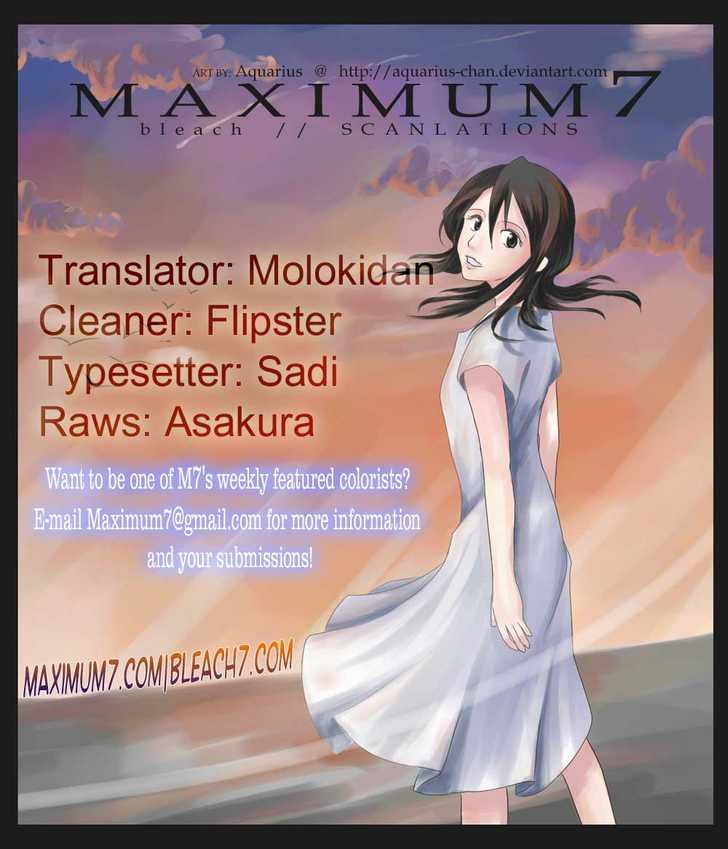 ART BY: Aquarius @ http://aquarius-chan.deviantart.com
MAXIMUM7
bleach // SCANLATIONS
Translator: Molokidan
Cleaner: Flipster
Typesetter: Sadi
Raws: Asakura
Want to be one of M7's weekly featured colorists?
E-mail Maximum7@gmail.com for more information
and your submissions!
MAXIMUM7.COM|BLEACH7.COM